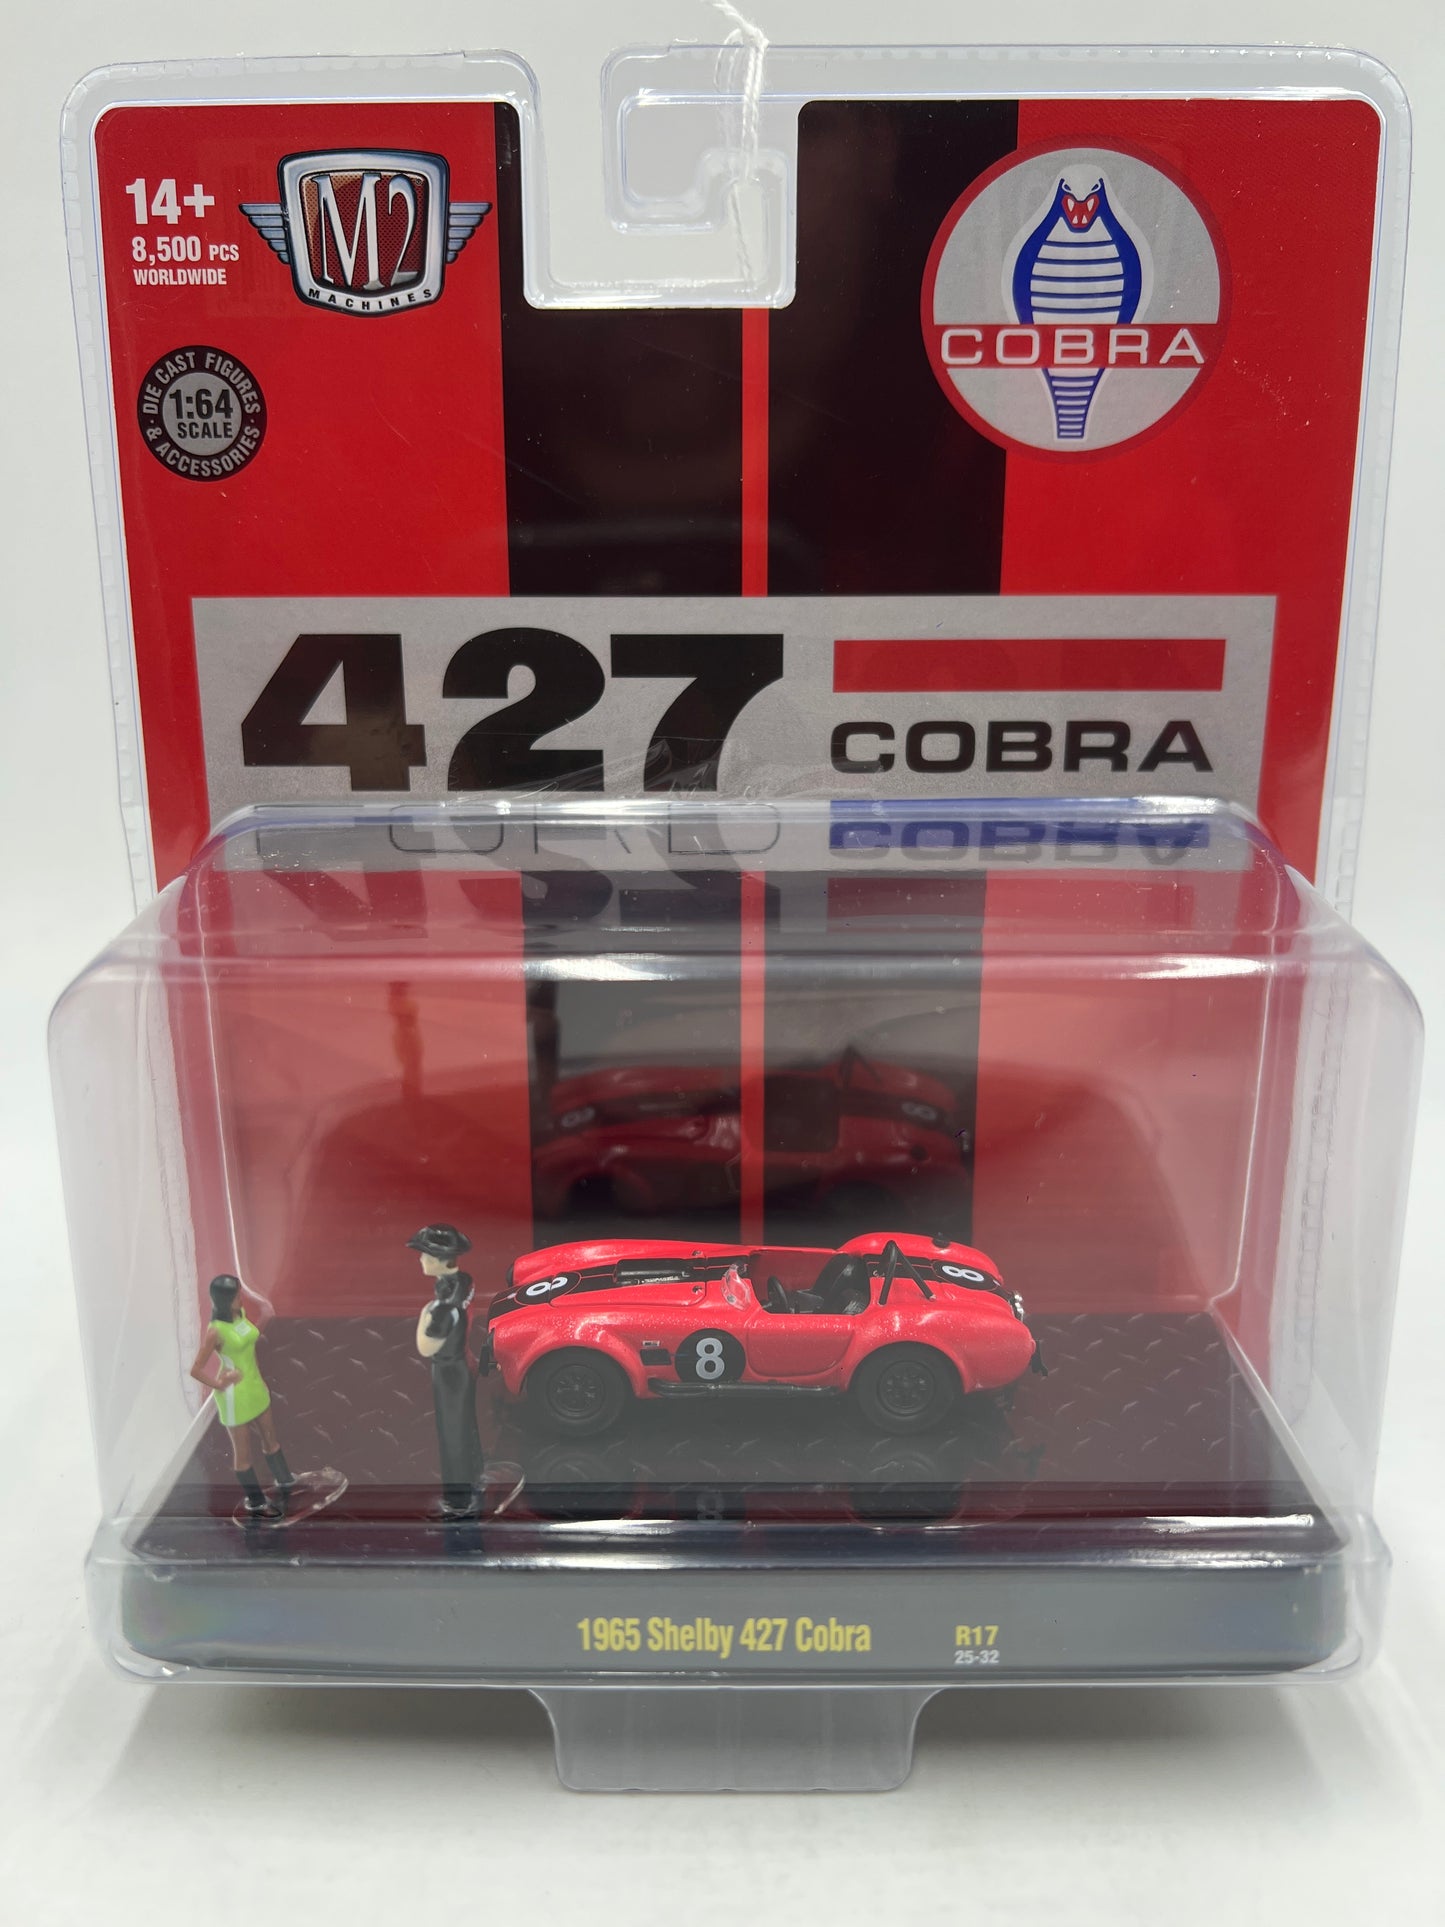 14+
8,500 PCS
WORLDWIDE
M2
MACHINES
COBRA
DIE CAST FIGURES
1:64
SCALE
& ACCESSORIES
427
COBRA
8
8
8
1965 Shelby 427 Cobra
R17
25-32